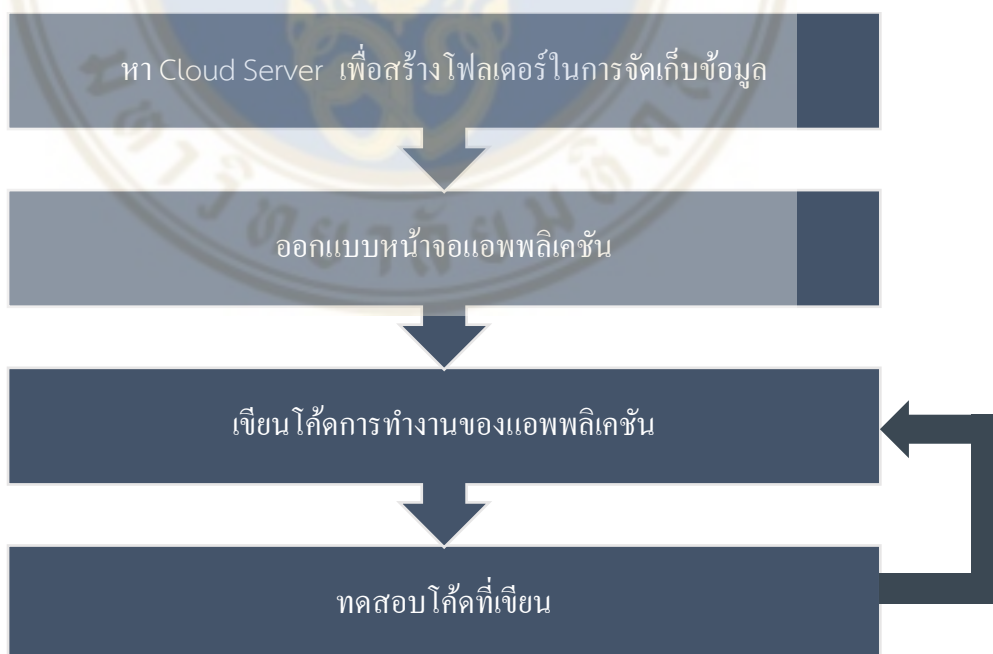 หา Cloud Server เพื่อสร้างโฟลเดอร์ในการจัดเก็บข้อมูล
ออกแบบหน้าจอแอพพลิเคชัน
เขียนโค้ดการทำงานของแอพพลิเคชัน
ทดสอบโค้ดที่เขียน